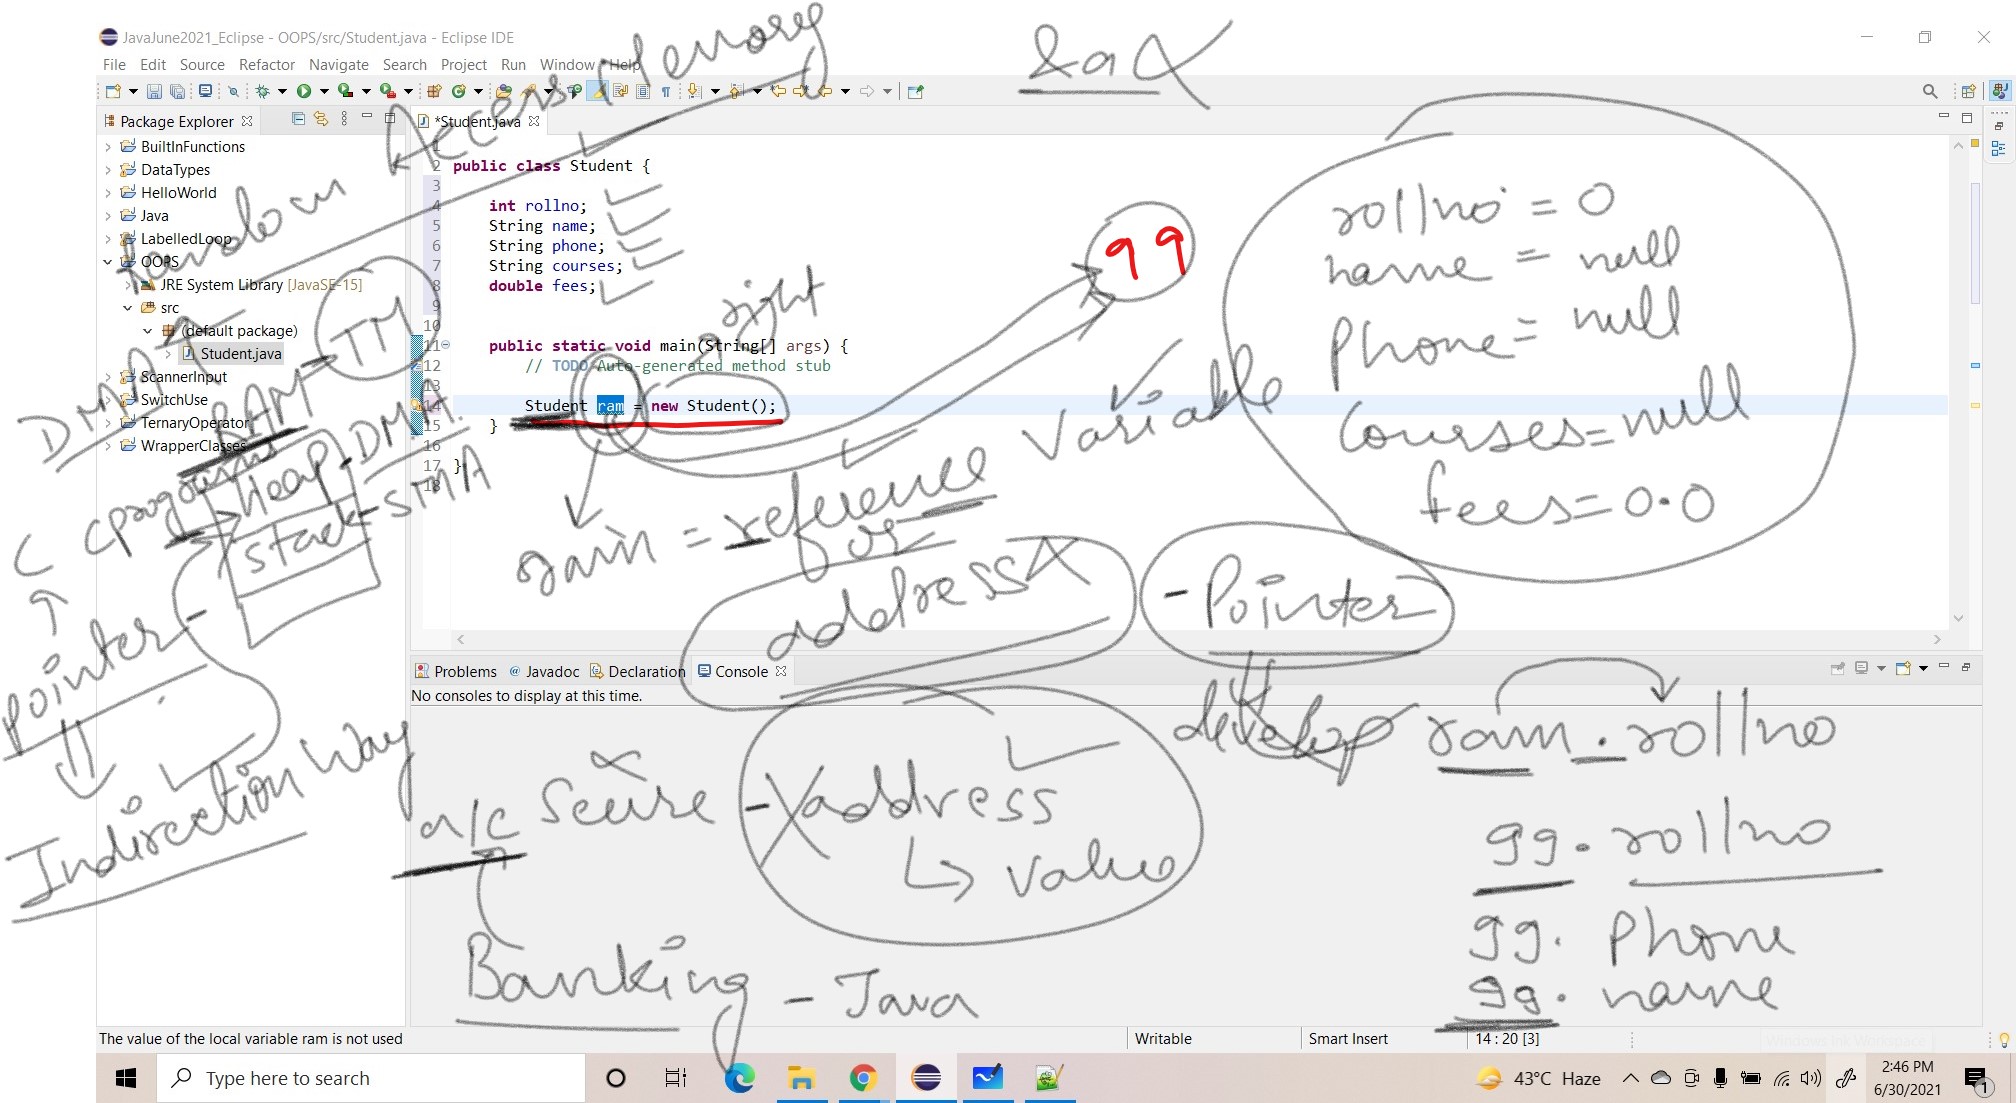 JavaJune2021_Eclipse - OOPS/src/Student.java - Eclipse IDE
File Edit Source Refactor Navigate Search Project Run Window Help
Random Access Memory
&a
Package Explorer
BuiltInFunctions
DataTypes
HelloWorld
Java
LabelledLoop
OOPS
JRE System Library [JavaSE-15]
src
(default package)
Student.java
ScannerInput
SwitchUse
TernaryOperator
WrapperClasses
*Student.java
1
2 public class Student {
3
4 int rollno;
5 String name;
6 String phone;
7 String courses;
8 double fees;
9
10
11 public static void main(String[] args) {
12 // TODO Auto-generated method stub
13
14 Student ram = new Student();
15 }
16
17 }
18
right
99
rollno = 0
name = null
Phone = null
Courses=null
fees=0.0
DMA
RAM - TM
Heap - DMA
stack - SMA
C
pointer -
Indirection way
ram = reference Variable
or
address
- Pointer
develop
Problems Javadoc Declaration Console
No consoles to display at this time.
a/c Secure - address
value
Banking - Java
ram.rollno
99. rollno
99. Phone
99. name
The value of the local variable ram is not used
Writable
Smart Insert
14 : 20 [3]
Type here to search
43°C Haze
2:46 PM
6/30/2021
1